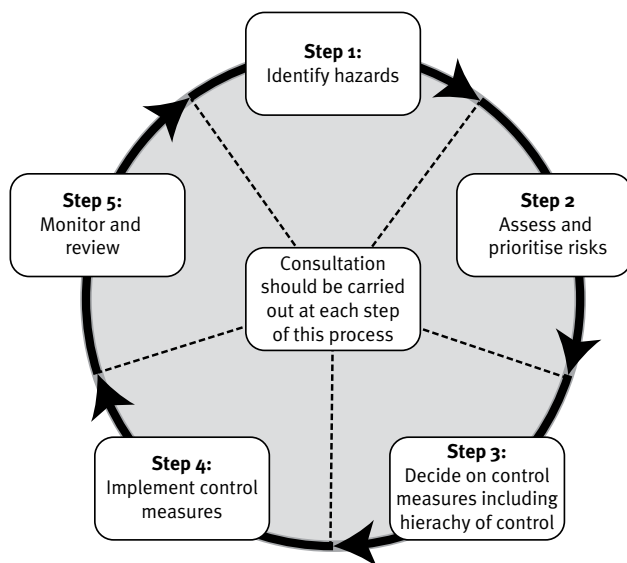 Step 1:
Identify hazards
Step 2
Assess and
prioritise risks
Step 3:
Decide on control
measures including
hierarchy of control
Step 4:
Implement control
measures
Step 5:
Monitor and
review
Consultation
should be carried
out at each step
of this process